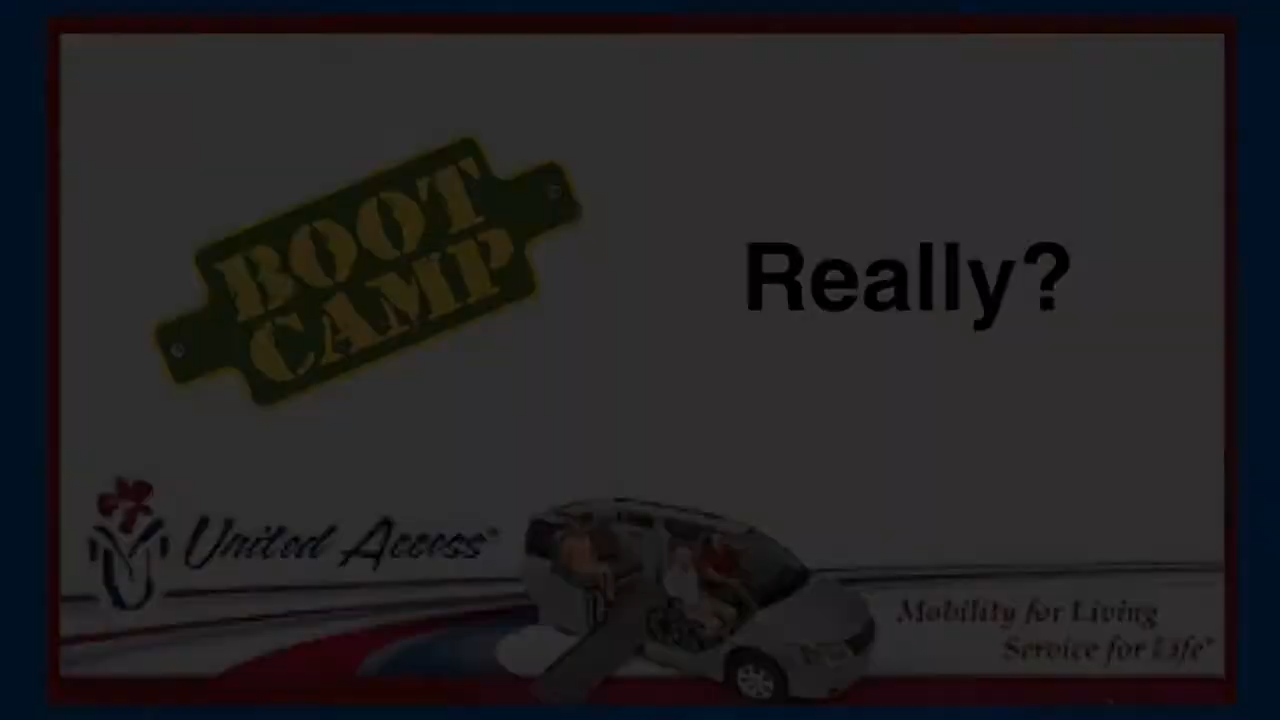 BOOT
CAMP
Really?
United Access
Mobility for Living
Service for Life